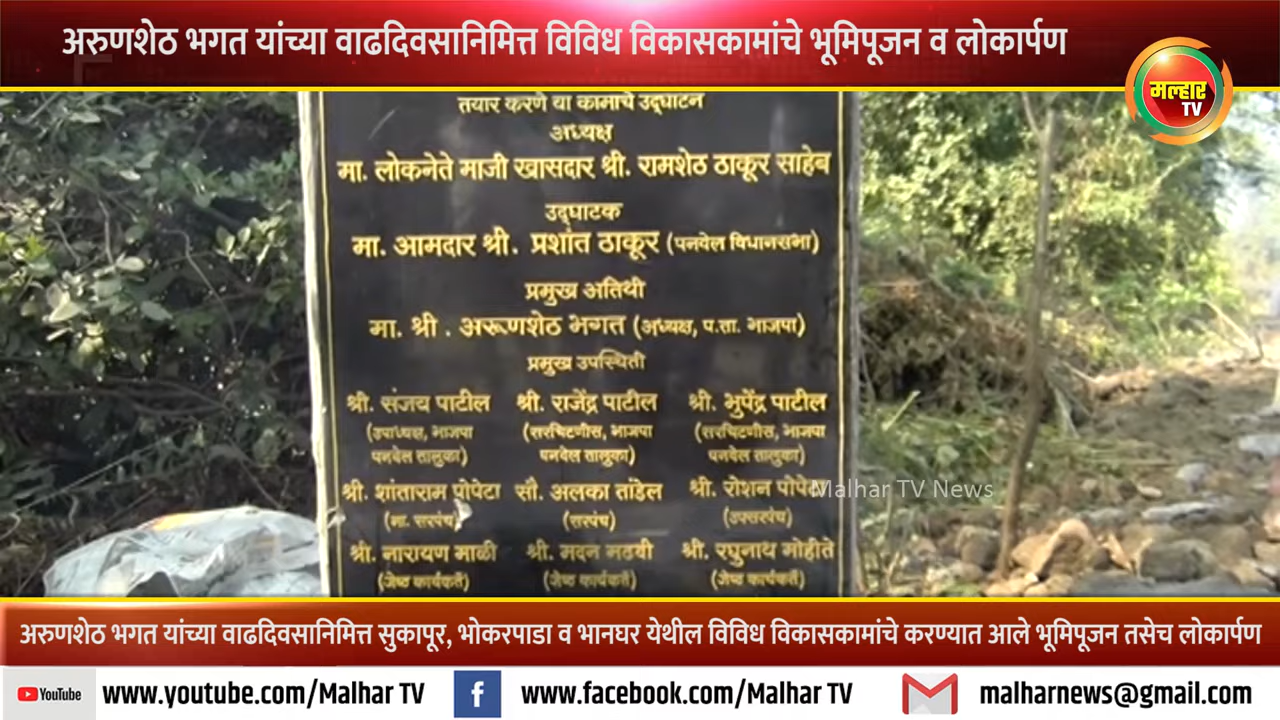 अरुणशेठ भगत यांच्या वाढदिवसानिमित्त विविध विकासकामांचे भूमिपूजन व लोकार्पण
मल्हार
TV
तयार करणे या कामाचे उद्घाटन
अध्यक्ष
मा. लोकनेते माजी खासदार श्री. रामशेठ ठाकूर साहेब
उद्घाटक
मा. आमदार श्री. प्रशांत ठाकूर (पनवेल विधानसभा)
प्रमुख अतिथी
मा. श्री. अरूणशेठ भगत (अध्यक्ष, प.ता. भाजपा)
प्रमुख उपस्थिती
श्री. संजय पाटील श्री. राजेंद्र पाटील श्री. भुपेंद्र पाटील
(उपाध्यक्ष, भाजपा (सरचिटणीस, भाजपा (सरचिटणीस, भाजपा
पनवेल तालुका) पनवेल तालुका) पनवेल तालुका)
श्री. शांताराम पोपेटा सौ. अलका तांडेल श्री. रोशन पोपेटा
(मा. सरपंच) (सरपंच) (उपसरपंच)
श्री. नारायण माळी श्री. मदन मढवी श्री. रघुनाथ मोहीते
(जेष्ठ कार्यकर्ते) (जेष्ठ कार्यकर्ते) (जेष्ठ कार्यकर्ते)
Malhar TV News
अरुणशेठ भगत यांच्या वाढदिवसानिमित्त सुकापूर, भोकरपाडा व भानघर येथील विविध विकासकामांचे करण्यात आले भूमिपूजन तसेच लोकार्पण
YouTube www.youtube.com/Malhar TV f www.facebook.com/Malhar TV malharnews@gmail.com